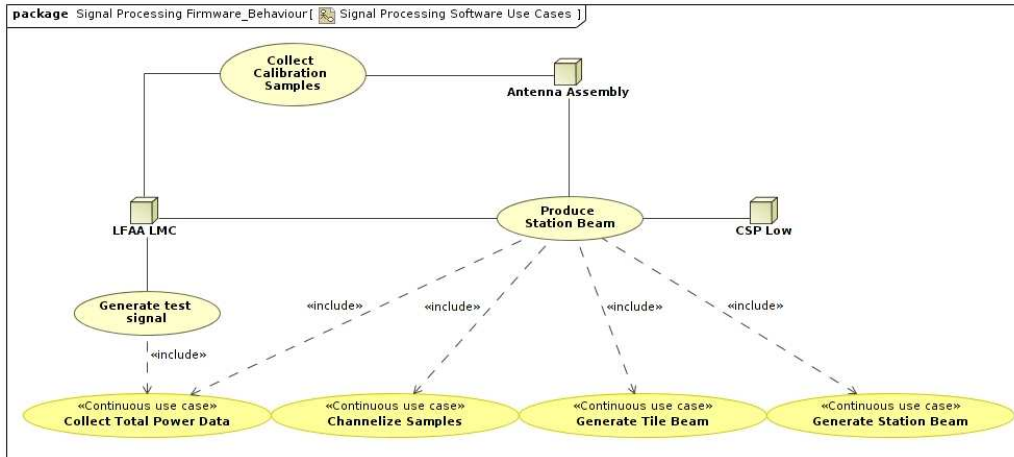 package Signal Processing Firmware_Behaviour[ Signal Processing Software Use Cases ]
Collect
Calibration
Samples
Antenna Assembly
LFAA LMC
Produce
Station Beam
CSP Low
Generate test
signal
«include»
«include»
«include»
«include»
«include»
«Continuous use case»
Collect Total Power Data
«Continuous use case»
Channelize Samples
«Continuous use case»
Generate Tile Beam
«Continuous use case»
Generate Station Beam